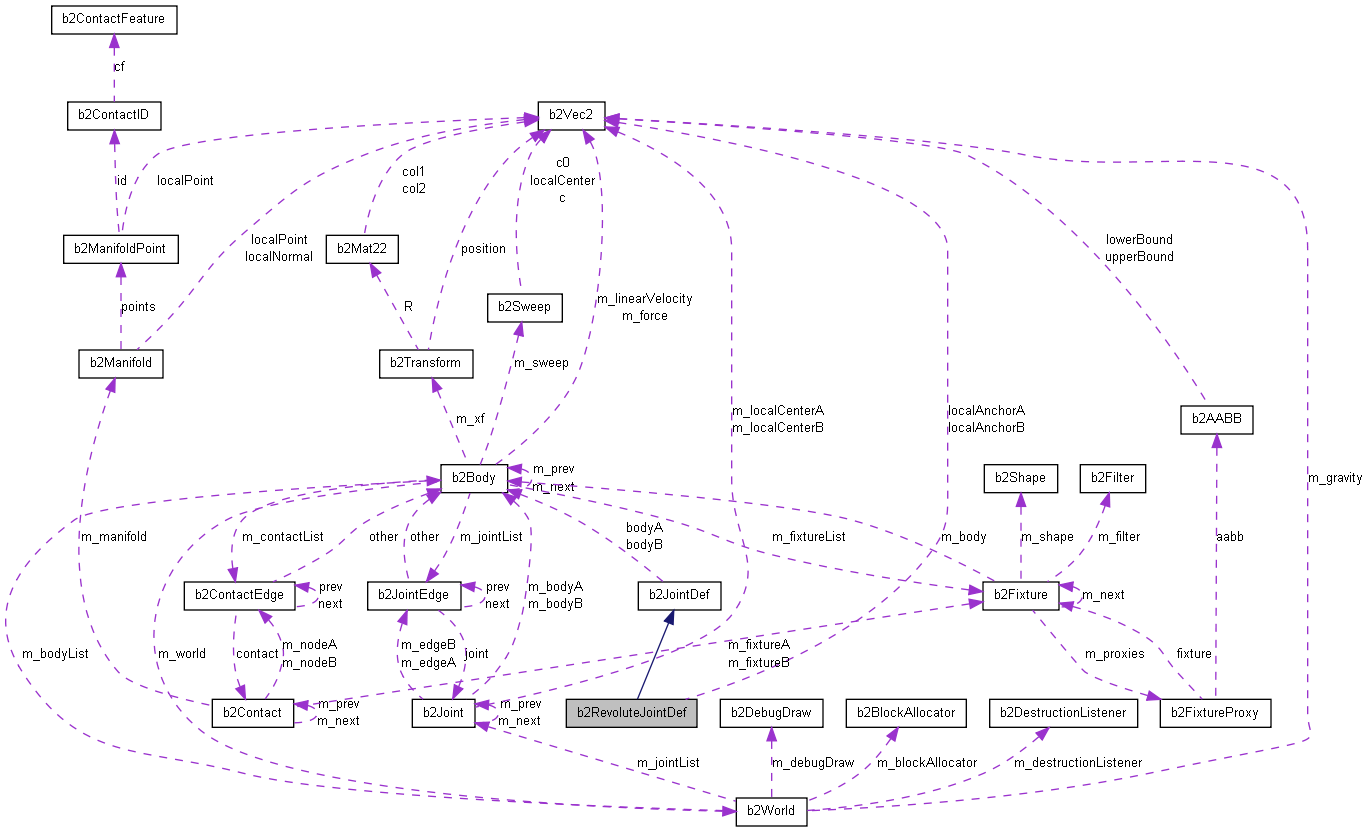 b2ContactFeature
cf
b2ContactID
b2Vec2
c0
localCenter
c
col1
col2
id
localPoint
b2ManifoldPoint
localPoint
localNormal
b2Mat22
position
lowerBound
upperBound
points
R
b2Sweep
m_linearVelocity
m_force
b2Manifold
b2Transform
m_sweep
m_xf
m_localCenterA
m_localCenterB
localAnchorA
localAnchorB
b2AABB
b2Body
m_prev
m_next
b2Shape
b2Filter
m_gravity
m_manifold
m_contactList
other
other
m_jointList
bodyA
bodyB
m_fixtureList
m_body
m_shape
m_filter
aabb
b2ContactEdge
prev
next
b2JointEdge
prev
next
m_bodyA
m_bodyB
b2JointDef
b2Fixture
m_next
m_bodyList
m_world
contact
m_nodeA
m_nodeB
m_edgeB
m_edgeA
joint
m_fixtureA
m_fixtureB
m_proxies
fixture
b2Contact
m_prev
m_next
b2Joint
m_prev
m_next
b2RevoluteJointDef
b2DebugDraw
b2BlockAllocator
b2DestructionListener
b2FixtureProxy
m_jointList
m_debugDraw
m_blockAllocator
m_destructionListener
b2World